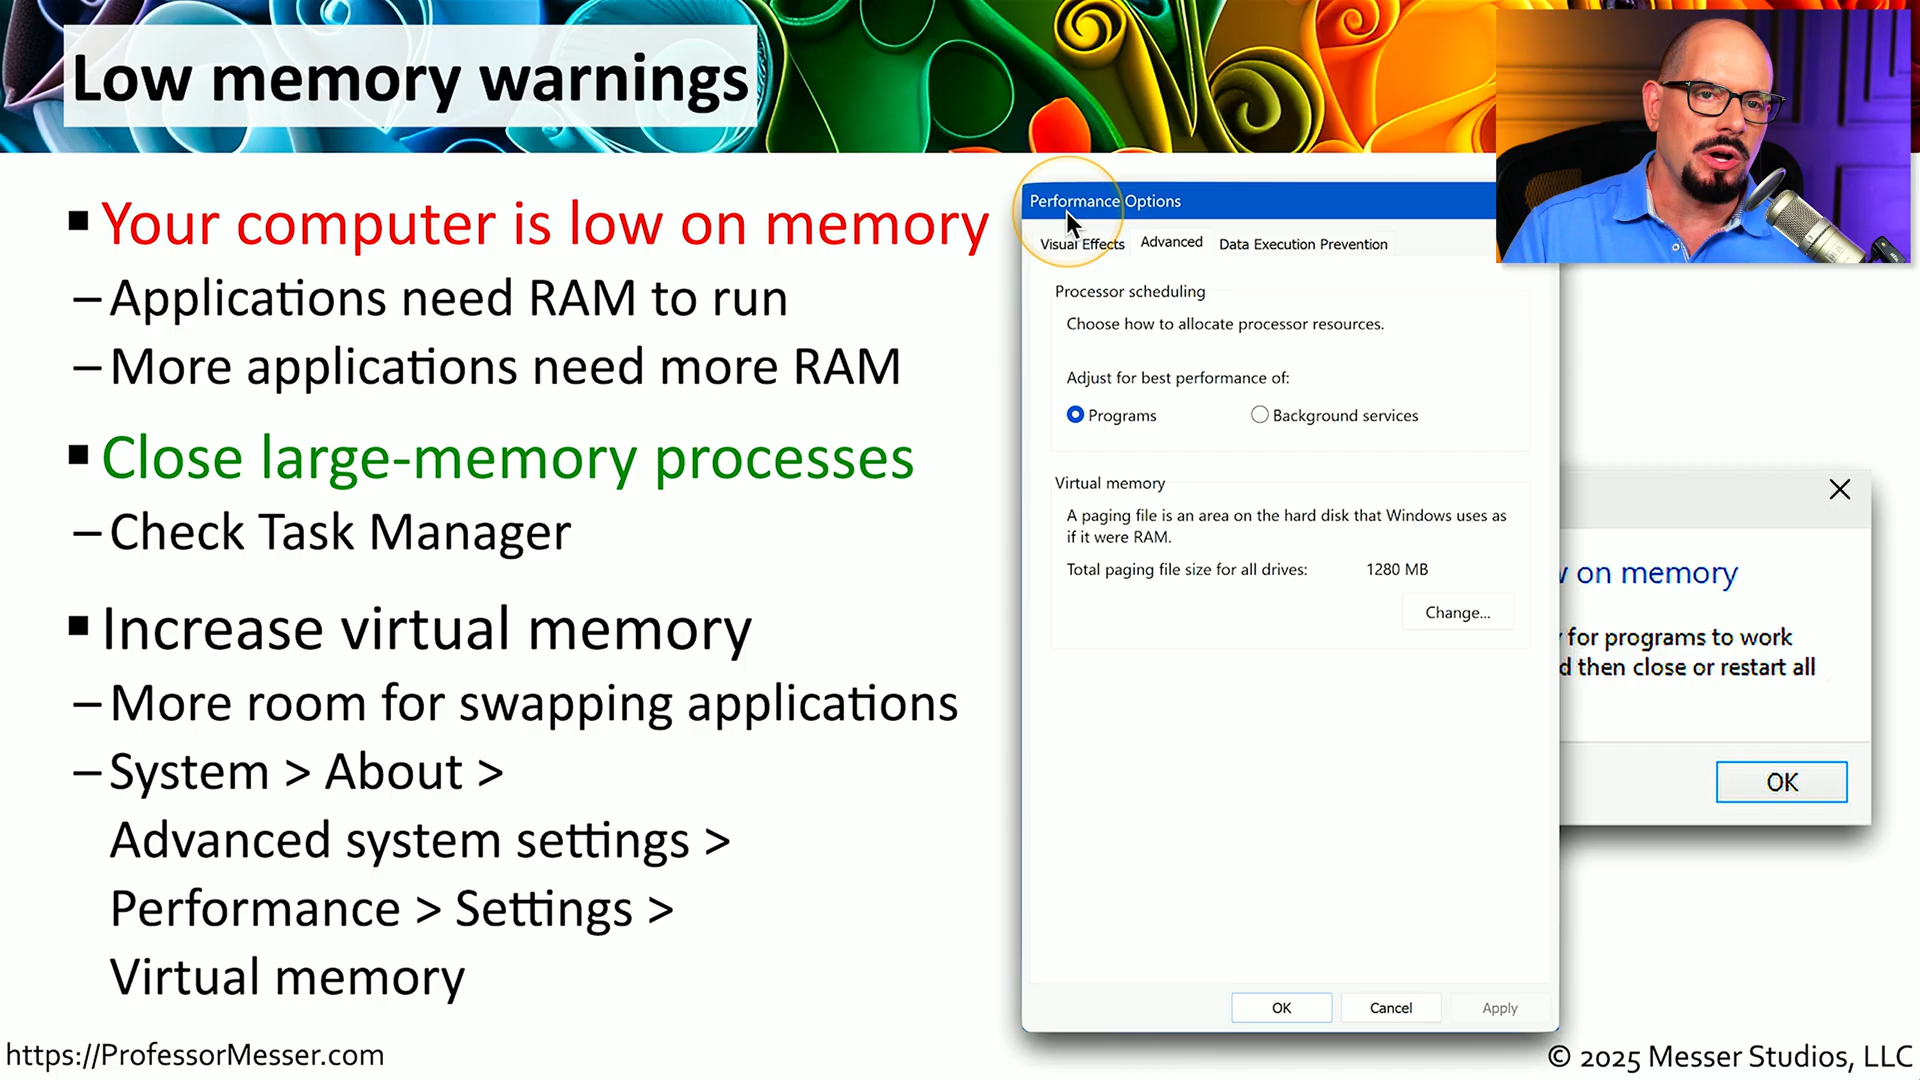 Low memory warnings
▪ Your computer is low on memory
– Applications need RAM to run
– More applications need more RAM
▪ Close large-memory processes
– Check Task Manager
▪ Increase virtual memory
– More room for swapping applications
– System > About >
Advanced system settings >
Performance > Settings >
Virtual memory
Performance Options
Visual Effects Advanced Data Execution Prevention
Processor scheduling
Choose how to allocate processor resources.
Adjust for best performance of:
Programs Background services
Virtual memory
A paging file is an area on the hard disk that Windows uses as
if it were RAM.
Total paging file size for all drives: 1280 MB
Change...
OK Cancel Apply
on memory
for programs to work
then close or restart all
OK
https://ProfessorMesser.com
© 2025 Messer Studios, LLC